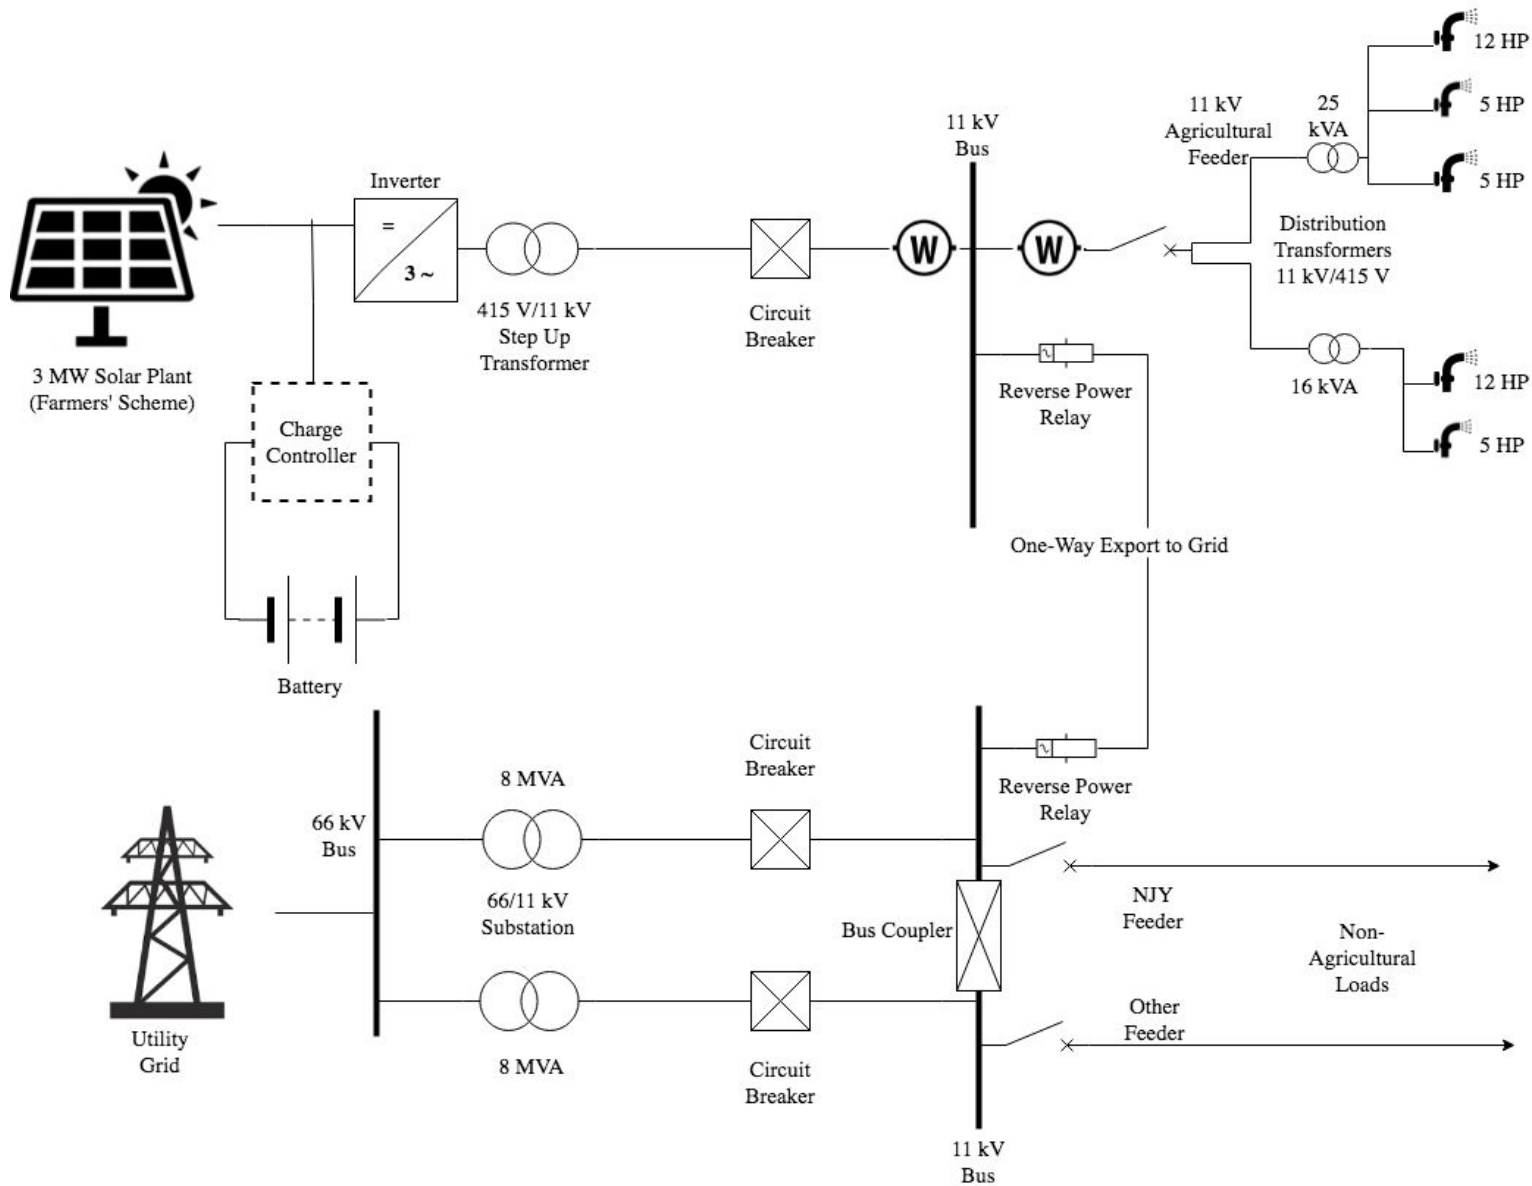 12 HP
11 kV
Agricultural
Feeder
25
kVA
5 HP
5 HP
11 kV
Bus
Inverter
=
3 ~
W
W
Distribution
Transformers
11 kV/415 V
415 V/11 kV
Step Up
Transformer
Circuit
Breaker
3 MW Solar Plant
(Farmers' Scheme)
Reverse Power
Relay
16 kVA
12 HP
5 HP
Charge
Controller
One-Way Export to Grid
Battery
Circuit
Breaker
8 MVA
Reverse Power
Relay
66 kV
Bus
66/11 kV
Substation
Bus Coupler
NJY
Feeder
Non-
Agricultural
Loads
Other
Feeder
Utility
Grid
8 MVA
Circuit
Breaker
11 kV
Bus